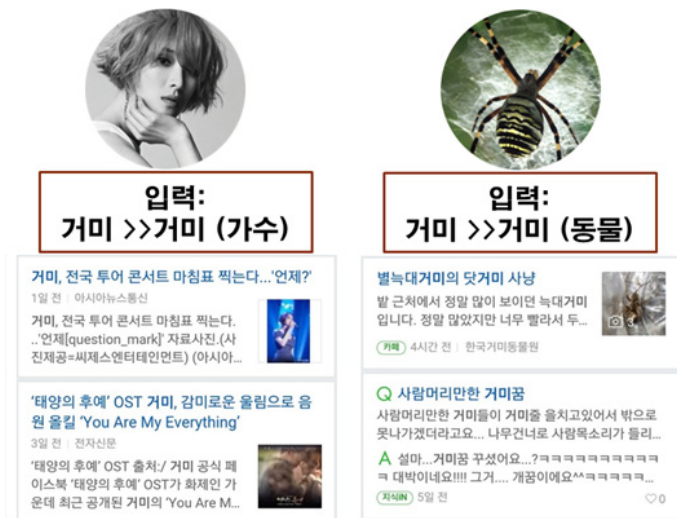 입력:
거미 >>거미 (가수)
거미, 전국 투어 콘서트 마침표 찍는다...'언제?'
1일 전 | 아시아뉴스통신
거미, 전국 투어 콘서트 마침표 찍는다.
..'언제[question_mark]' 자료사진.(사
진제공=씨제스엔터테인먼트) (아시아...
'태양의 후예' OST 거미, 감미로운 울림으로 음
원 올킬 'You Are My Everything'
3일 전 | 전자신문
'태양의 후예' OST 출처:/ 거미 공식 페
이스북 '태양의 후예' OST가 화제인 가
운데 최근 공개된 거미의 'You Are M...
입력:
거미 >>거미 (동물)
별늑대거미의 닷거미 사냥
밭 근처에서 정말 많이 보이던 늑대거미
입니다. 정말 많았지만 너무 빨라서 두...
3
카페 4시간 전 | 한국거미동물원
Q 사람머리만한 거미꿈
사람머리만한 거미들이 거미줄 을치고있어서 밖으로
못나가겠더라고요... 나무건너로 사람목소리가 들리...
A 설마...거미꿈 꾸셨어요...?ㅋㅋㅋㅋㅋㅋㅋㅋㅋㅋ
ㅋ 대박이네요!!!! 그거.... 개꿈이에요^^ㅋㅋㅋㅋㅋ...
지식iN 5일 전
♡0